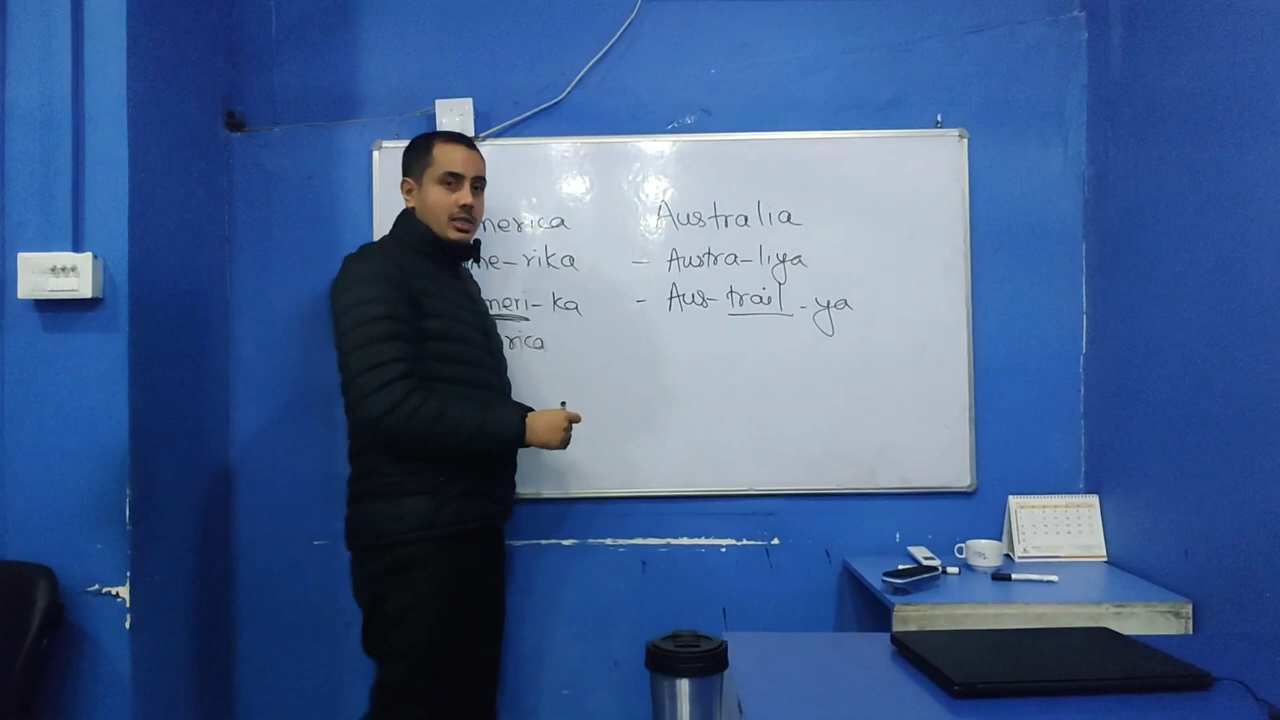 merica Australia
me-rika - Austra-liya
meri-ka - Aus-trail-ya
rica